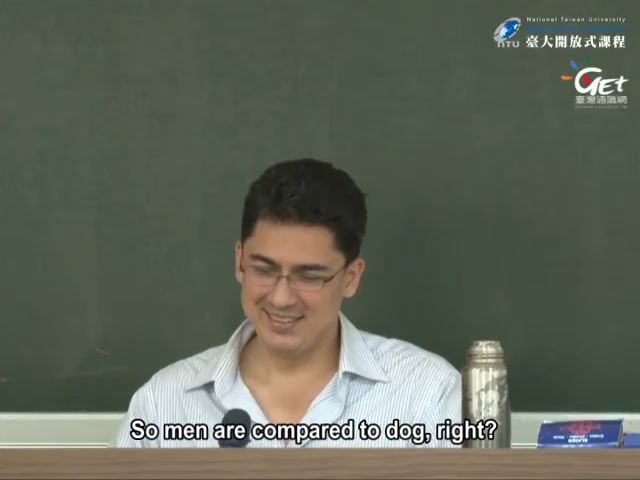 National Taiwan University
NTU
臺大開放式課程
GET
臺灣通識網
So men are compared to dog, right?